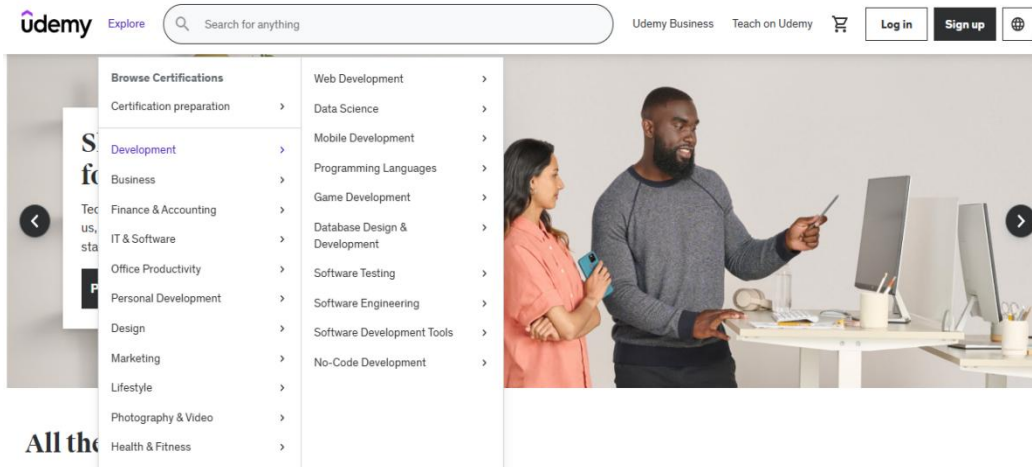 ûdemy Explore Search for anything Udemy Business Teach on Udemy Log in Sign up
Browse Certifications
Certification preparation
Development
Business
Finance & Accounting
IT & Software
Office Productivity
Personal Development
Design
Marketing
Lifestyle
Photography & Video
Health & Fitness
Web Development
Data Science
Mobile Development
Programming Languages
Game Development
Database Design &
Development
Software Testing
Software Engineering
Software Development Tools
No-Code Development
us,
All the